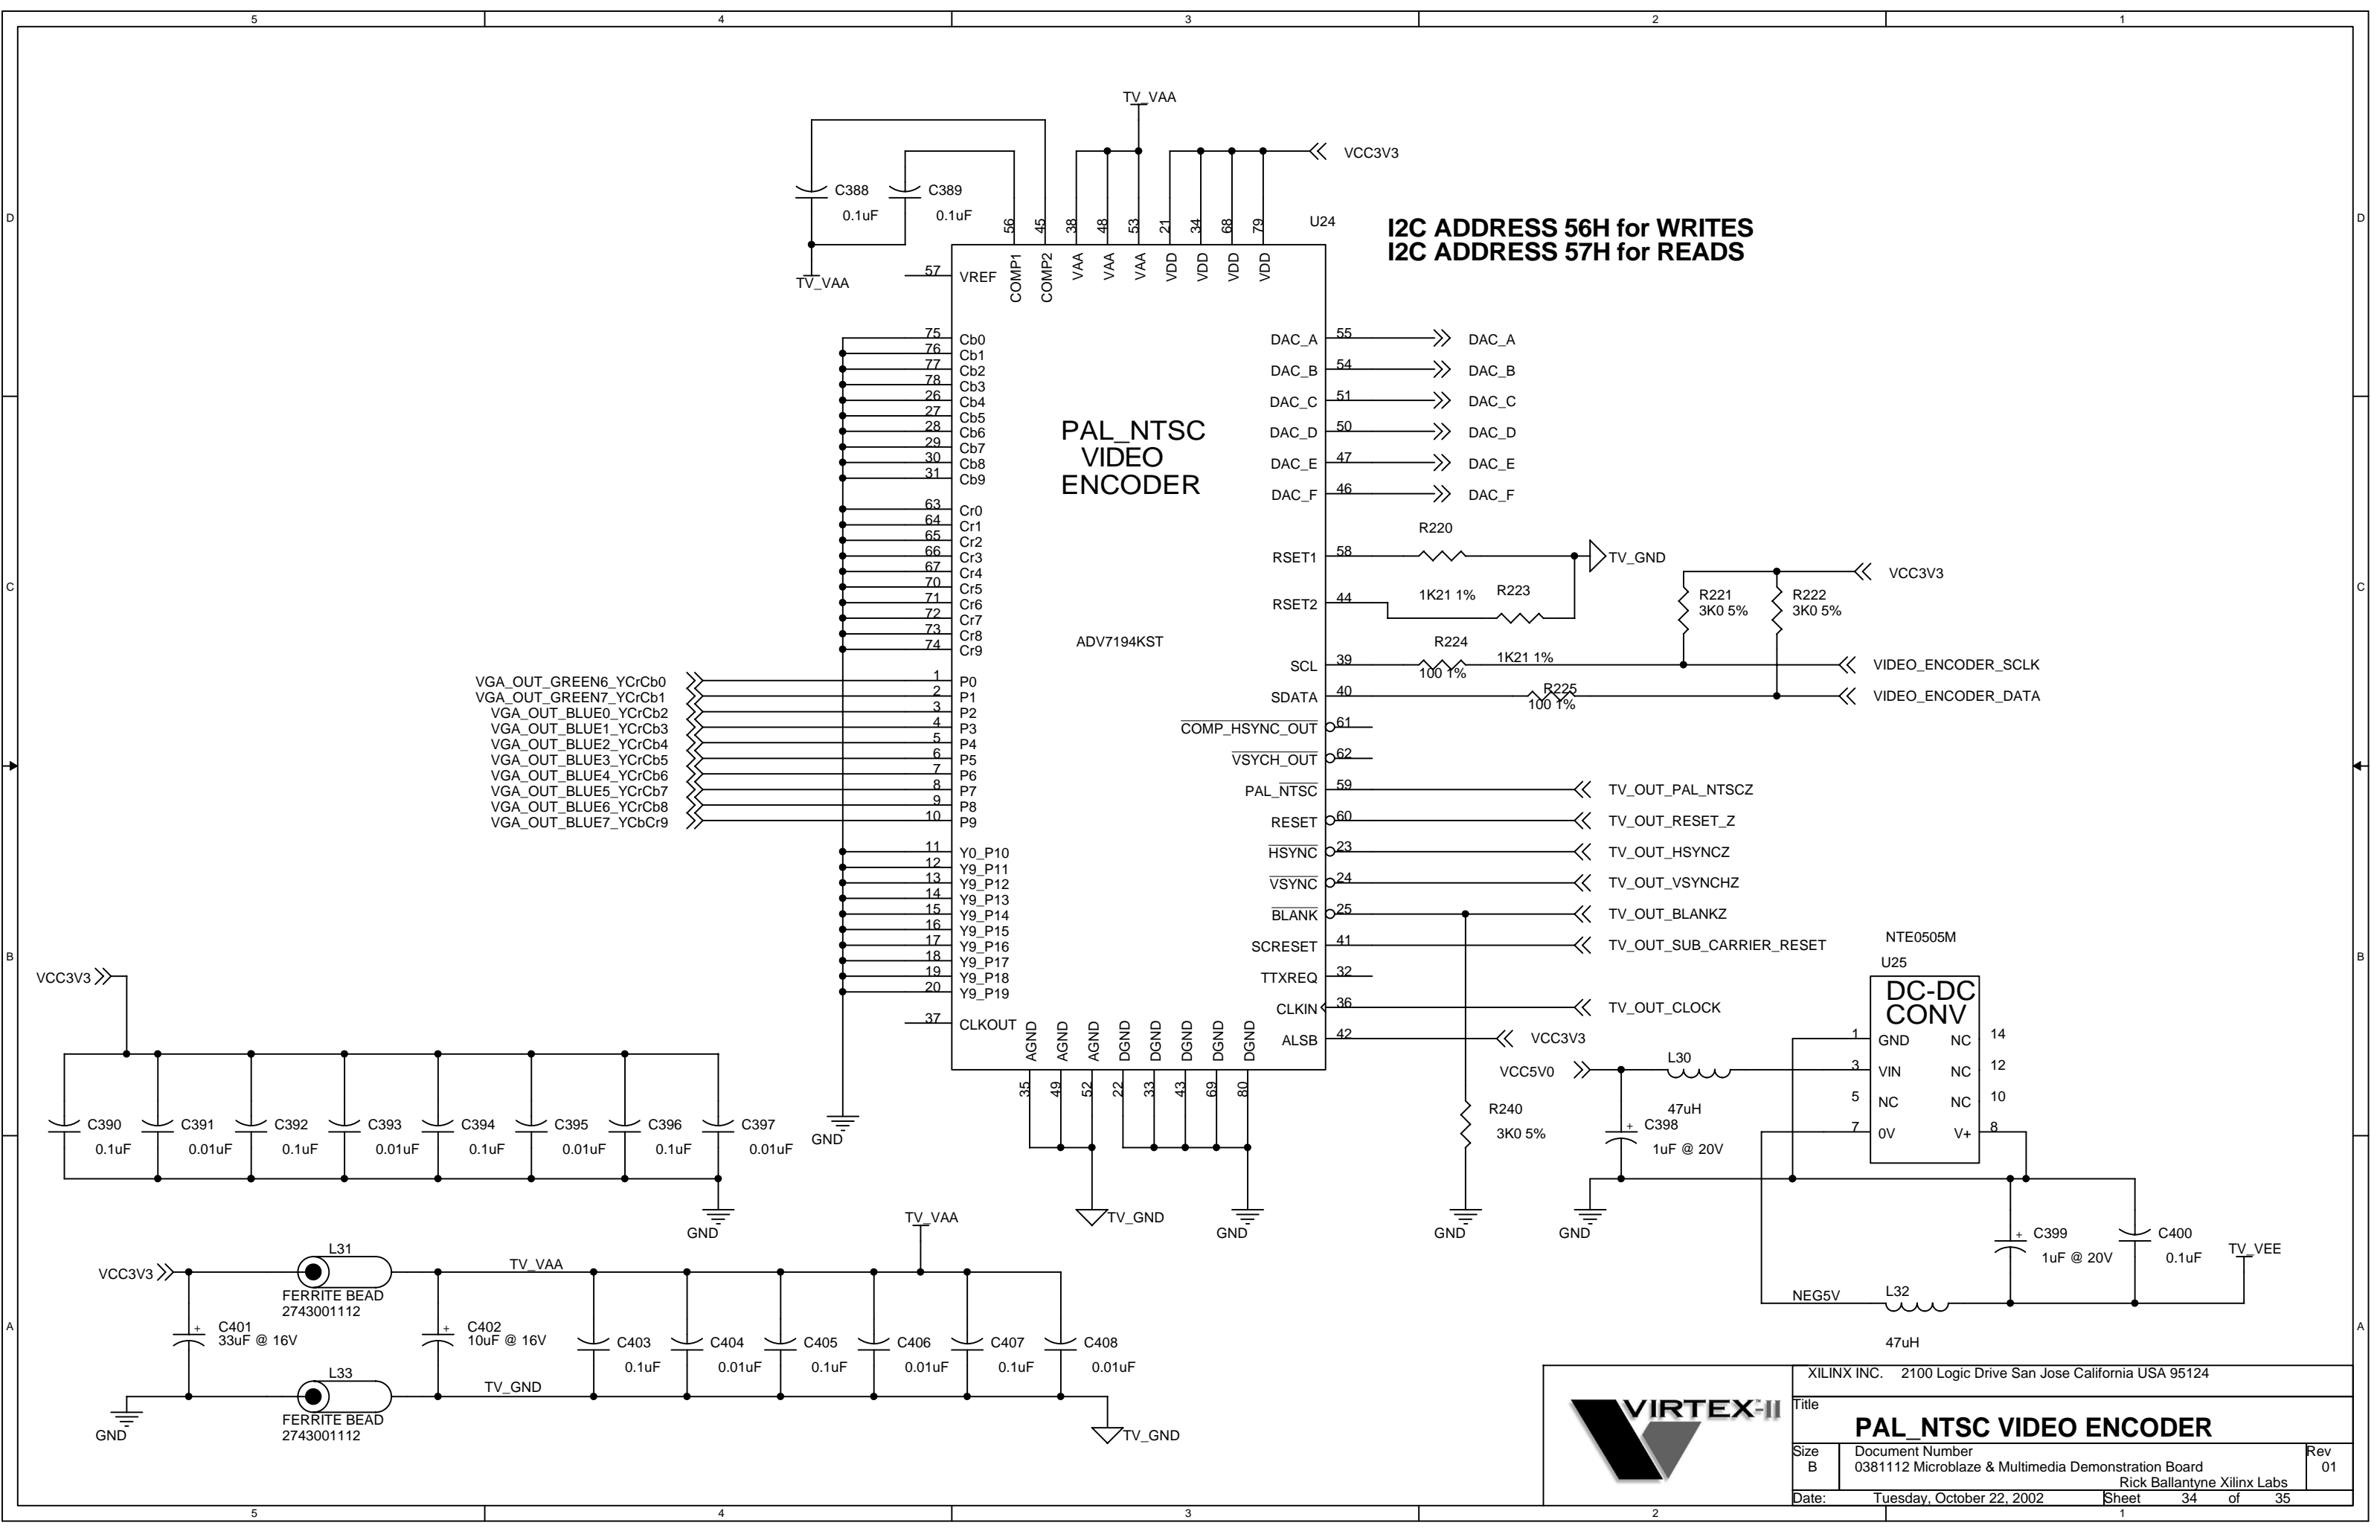 5 4 3 2 1
D
C
B
A
D
C
B
A
TV_VAA
VCC3V3
C388
0.1uF
C389
0.1uF
TV_VAA
U24
I2C ADDRESS 56H for WRITES
I2C ADDRESS 57H for READS
56 45 38 48 53 21 34 68 79
COMP1 COMP2 VAA VAA VAA VDD VDD VDD VDD
57 VREF
75 Cb0
76 Cb1
77 Cb2
78 Cb3
26 Cb4
27 Cb5
28 Cb6
29 Cb7
30 Cb8
31 Cb9
63 Cr0
64 Cr1
65 Cr2
66 Cr3
67 Cr4
70 Cr5
71 Cr6
72 Cr7
73 Cr8
74 Cr9
VGA_OUT_GREEN6_YCrCb0 1 P0
VGA_OUT_GREEN7_YCrCb1 2 P1
VGA_OUT_BLUE0_YCrCb2 3 P2
VGA_OUT_BLUE1_YCrCb3 4 P3
VGA_OUT_BLUE2_YCrCb4 5 P4
VGA_OUT_BLUE3_YCrCb5 6 P5
VGA_OUT_BLUE4_YCrCb6 7 P6
VGA_OUT_BLUE5_YCrCb7 8 P7
VGA_OUT_BLUE6_YCrCb8 9 P8
VGA_OUT_BLUE7_YCbCr9 10 P9
11 Y0_P10
12 Y9_P11
13 Y9_P12
14 Y9_P13
15 Y9_P14
16 Y9_P15
17 Y9_P16
18 Y9_P17
19 Y9_P18
20 Y9_P19
37 CLKOUT
PAL_NTSC
VIDEO
ENCODER
ADV7194KST
DAC_A 55 DAC_A
DAC_B 54 DAC_B
DAC_C 51 DAC_C
DAC_D 50 DAC_D
DAC_E 47 DAC_E
DAC_F 46 DAC_F
R220
RSET1 58 TV_GND
1K21 1% R223
RSET2 44
1K21 1%
VCC3V3
R221
3K0 5%
R222
3K0 5%
R224
SCL 39 VIDEO_ENCODER_SCLK
100 1%
R225
SDATA 40 VIDEO_ENCODER_DATA
100 1%
COMP_HSYNC_OUT 61
VSYCH_OUT 62
PAL_NTSC 59 TV_OUT_PAL_NTSCZ
RESET 60 TV_OUT_RESET_Z
HSYNC 23 TV_OUT_HSYNCZ
VSYNC 24 TV_OUT_VSYNCHZ
BLANK 25 TV_OUT_BLANKZ
SCRESET 41 TV_OUT_SUB_CARRIER_RESET
TTXREQ 32
CLKIN 36 TV_OUT_CLOCK
ALSB 42 VCC3V3
AGND AGND AGND DGND DGND DGND DGND DGND
35 49 52 22 33 43 69 80
GND
TV_GND
GND
R240
3K0 5%
GND
NTE0505M
U25
DC-DC
CONV
1 GND NC 14
3 VIN NC 12
5 NC NC 10
7 0V V+ 8
VCC5V0
L30
47uH
+ C398
1uF @ 20V
GND
+ C399
1uF @ 20V
C400
0.1uF
TV_VEE
NEG5V
L32
47uH
VCC3V3
C390
0.1uF
C391
0.01uF
C392
0.1uF
C393
0.01uF
C394
0.1uF
C395
0.01uF
C396
0.1uF
C397
0.01uF
GND
VCC3V3
L31
FERRITE BEAD
2743001112
TV_VAA
TV_VAA
+ C401
33uF @ 16V
+ C402
10uF @ 16V
C403
0.1uF
C404
0.01uF
C405
0.1uF
C406
0.01uF
C407
0.1uF
C408
0.01uF
L33
FERRITE BEAD
2743001112
TV_GND
GND
TV_GND
VIRTEX-II
XILINX INC. 2100 Logic Drive San Jose California USA 95124
Title
PAL_NTSC VIDEO ENCODER
Size
B
Document Number
0381112 Microblaze & Multimedia Demonstration Board
Rick Ballantyne Xilinx Labs
Rev
01
Date: Tuesday, October 22, 2002 Sheet 34 of 35
5 4 3 2 1